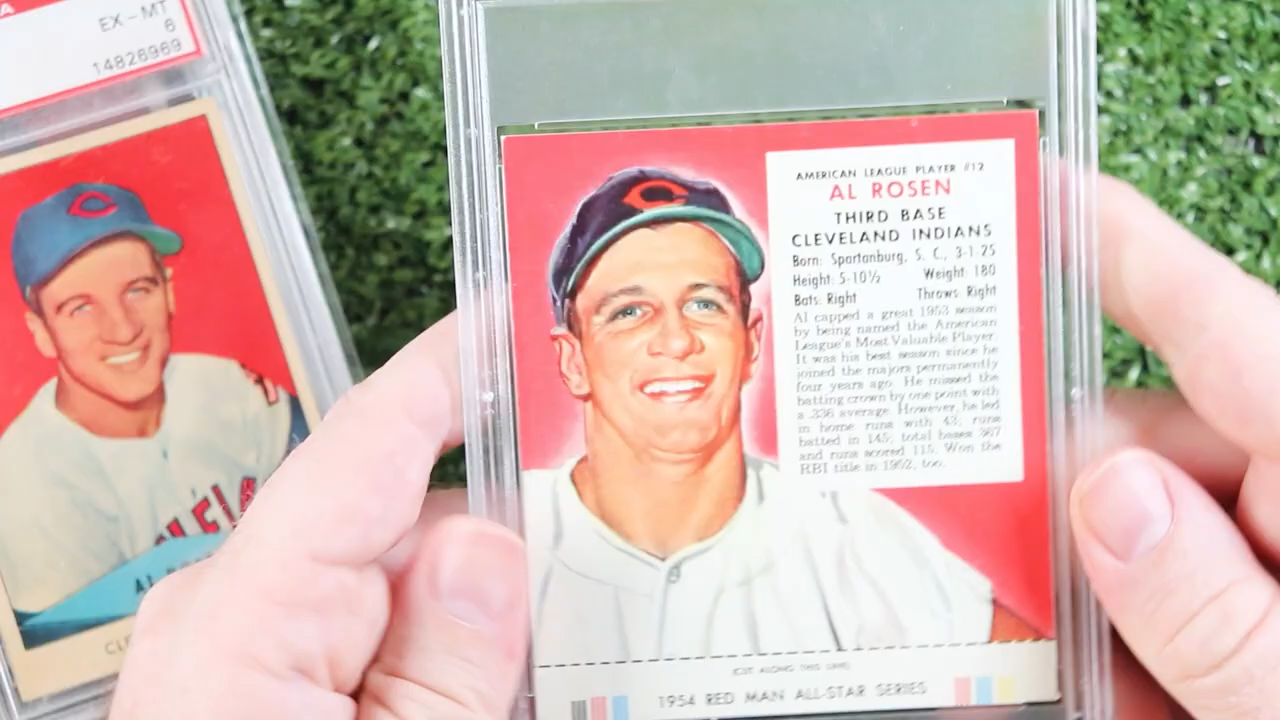 EX - MT
6
14826969
AL
CLE
AMERICAN LEAGUE PLAYER #12
AL ROSEN
THIRD BASE
CLEVELAND INDIANS
Born: Spartanburg, S. C., 3-1-25
Height: 5-10½ Weight: 180
Bats: Right Throws: Right
Al capped a great 1953 season
by being named the American
League's Most Valuable Player.
It was his best season since he
joined the majors permanently
four years ago. He missed the
batting crown by one point with
a .336 average. However, he led
in home runs with 43; runs
batted in 145; total bases 367
and runs scored 115. Won the
RBI title in 1952, too.
(CUT ALONG THIS LINE)
1954 RED MAN ALL-STAR SERIES